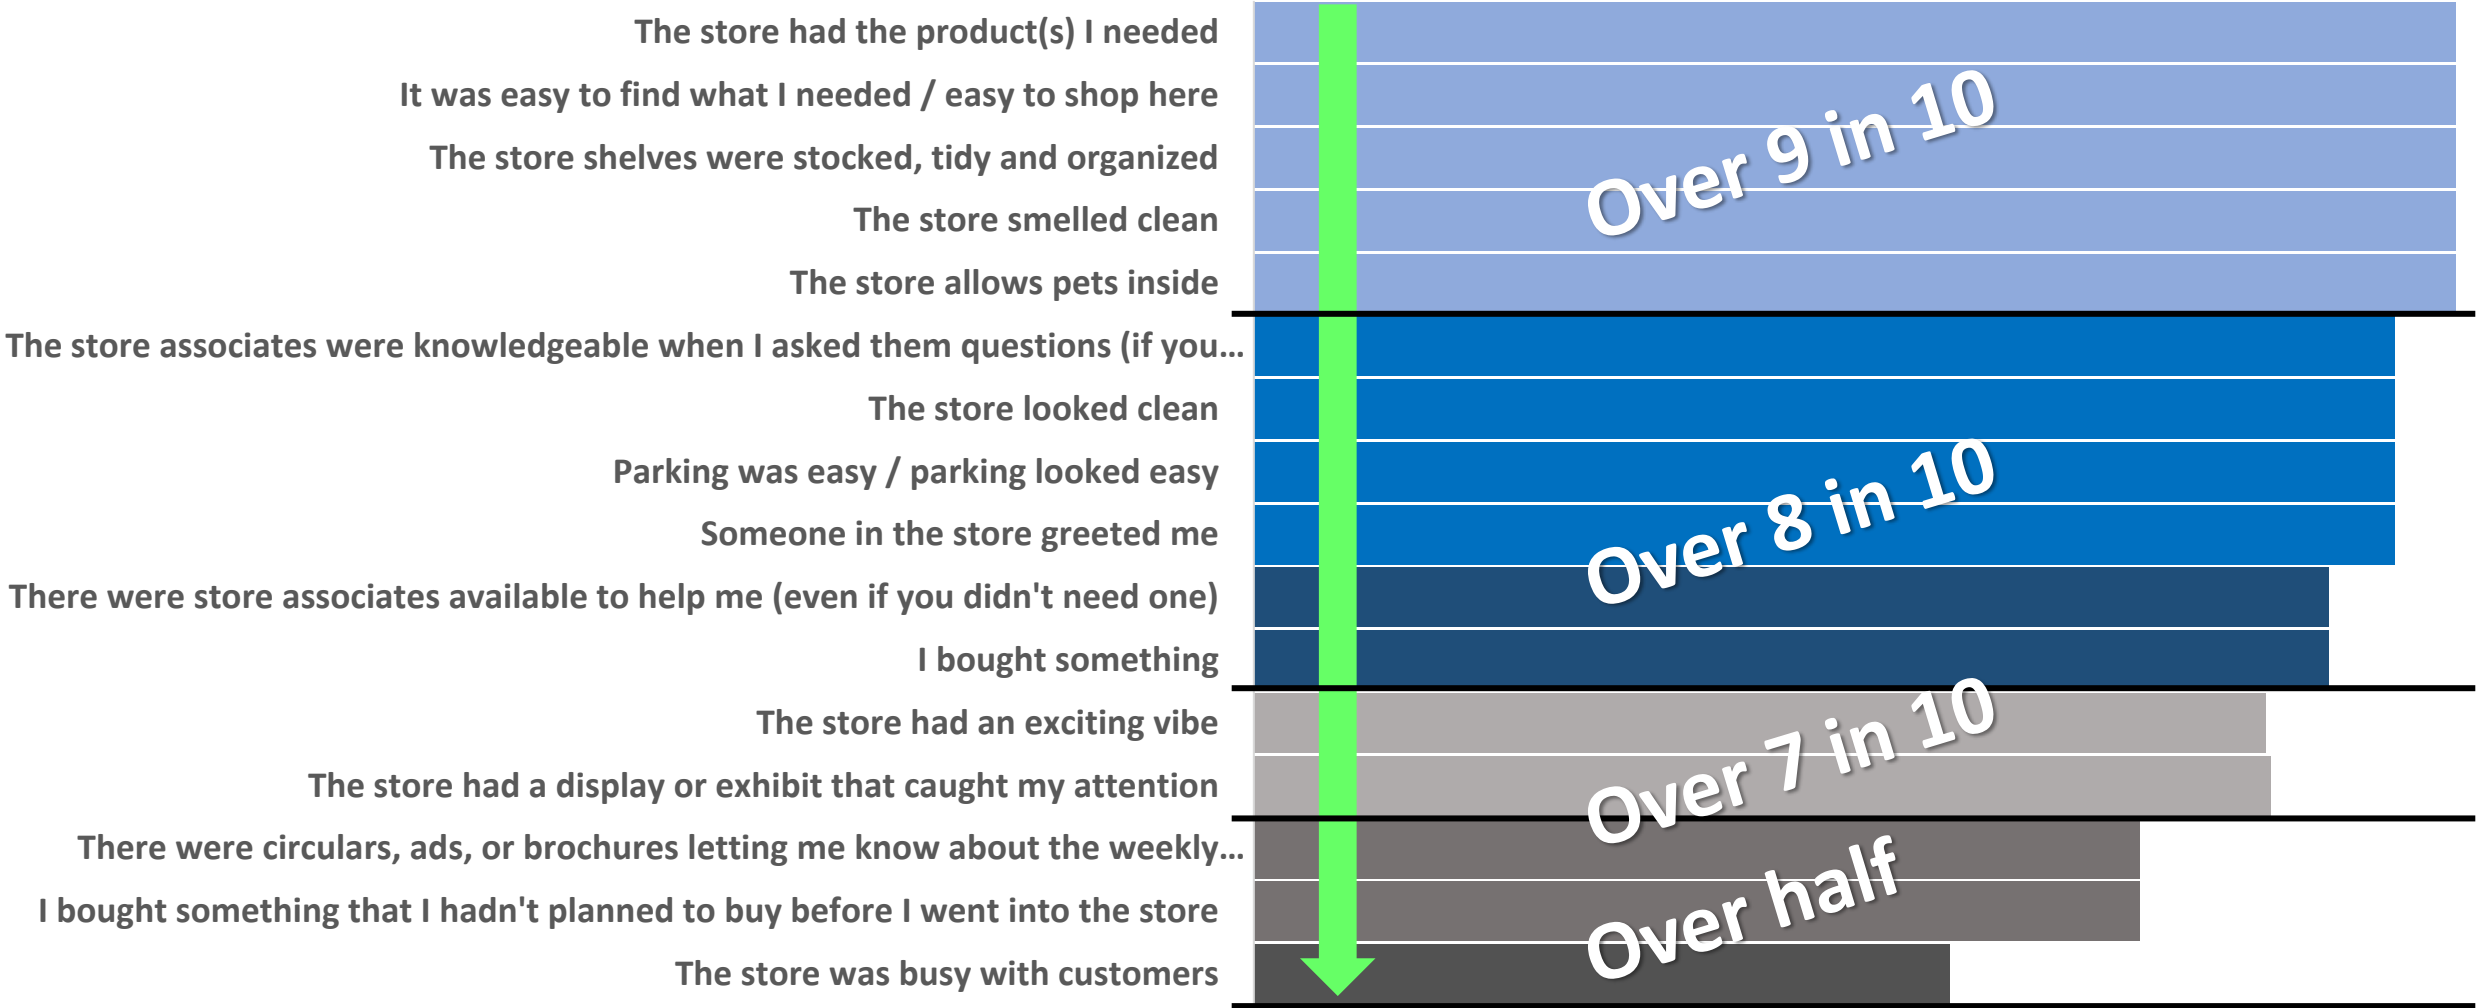 The store had the product(s) I needed
It was easy to find what I needed / easy to shop here
The store shelves were stocked, tidy and organized
The store smelled clean
The store allows pets inside
Over 9 in 10
The store associates were knowledgeable when I asked them questions (if you...
The store looked clean
Parking was easy / parking looked easy
Someone in the store greeted me
There were store associates available to help me (even if you didn't need one)
I bought something
Over 8 in 10
The store had an exciting vibe
The store had a display or exhibit that caught my attention
Over 7 in 10
There were circulars, ads, or brochures letting me know about the weekly...
I bought something that I hadn't planned to buy before I went into the store
The store was busy with customers
Over half